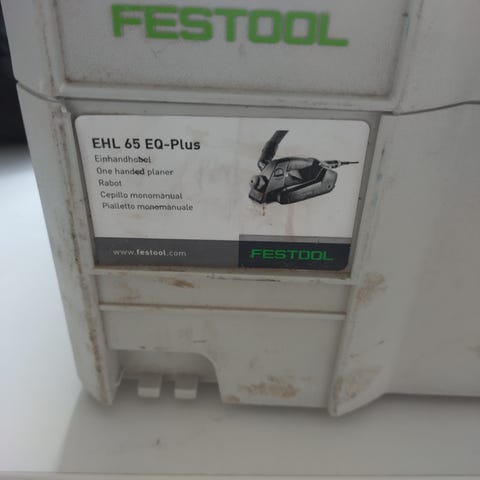 FESTOOL
EHL 65 EQ-Plus
Einhandhobel
One handed planer
Rabot
Cepillo monomanual
Pialletto monomanuale
www.festool.com
FESTOOL